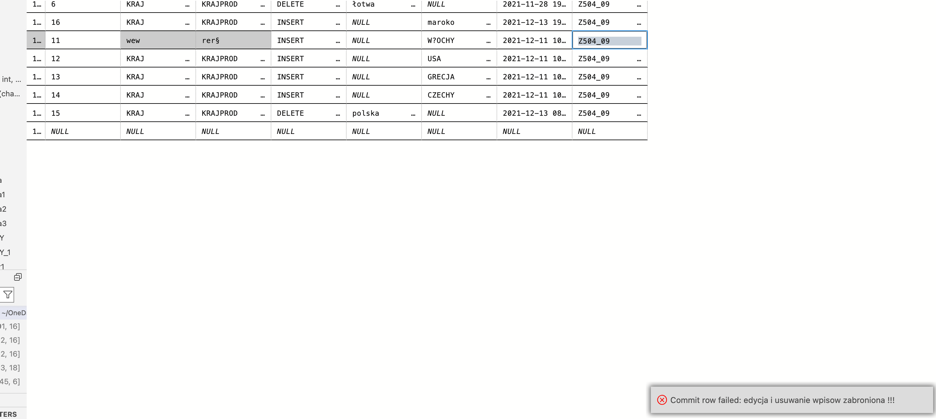 1… 6 KRAJ … KRAJPROD … DELETE … łotwa … NULL … 2021-11-28 19… Z504_09 …
1… 16 KRAJ … KRAJPROD … INSERT … NULL … maroko … 2021-12-13 19… Z504_09 …
1… 11 wew rer§ INSERT … NULL … W?OCHY … 2021-12-11 10… Z504_09
1… 12 KRAJ … KRAJPROD … INSERT … NULL … USA … 2021-12-11 10… Z504_09 …
int, …
1… 13 KRAJ … KRAJPROD … INSERT … NULL … GRECJA … 2021-12-11 10… Z504_09 …
(cha…
1… 14 KRAJ … KRAJPROD … INSERT … NULL … CZECHY … 2021-12-11 10… Z504_09 …
1… 15 KRAJ … KRAJPROD … DELETE … polska … NULL … 2021-12-13 08… Z504_09 …
1… NULL NULL NULL NULL NULL NULL NULL NULL
a
a1
a2
a3
Y
Y_1
r1
~/OneD
01, 16]
2, 16]
2, 16]
3, 18]
45, 6]
TERS
Commit row failed: edycja i usuwanie wpisow zabroniona !!!